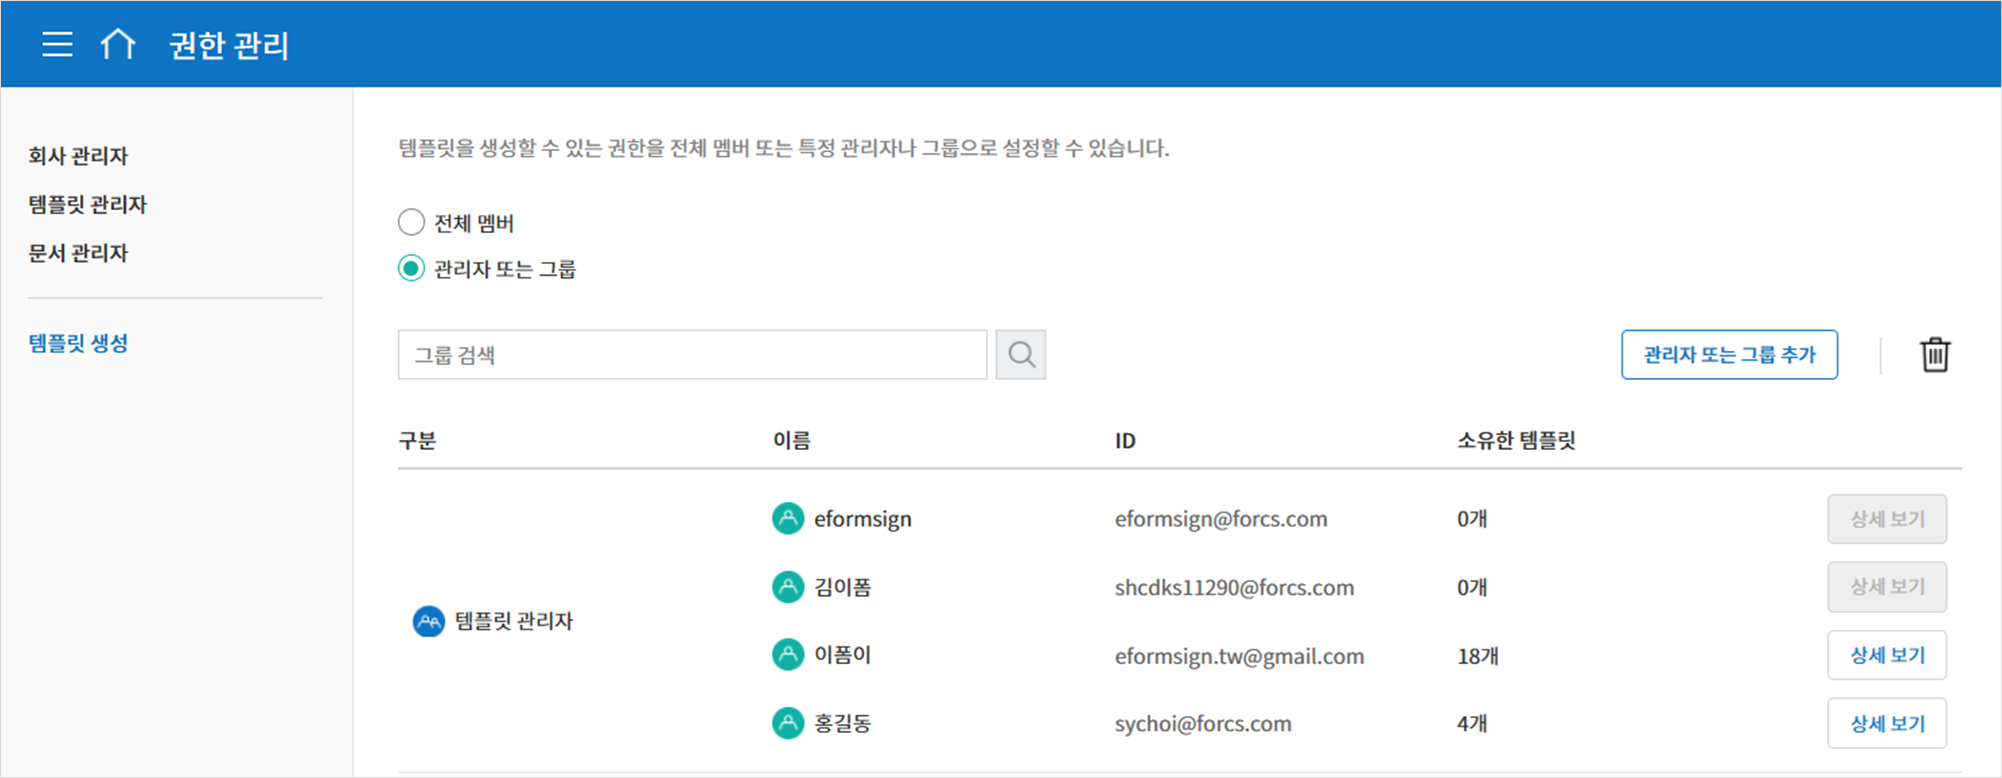 권한 관리
회사 관리자
템플릿 관리자
문서 관리자
템플릿 생성
템플릿을 생성할 수 있는 권한을 전체 멤버 또는 특정 관리자나 그룹으로 설정할 수 있습니다.
전체 멤버
관리자 또는 그룹
그룹 검색
관리자 또는 그룹 추가
구분 이름 ID 소유한 템플릿
템플릿 관리자
eformsign eformsign@forcs.com 0개 상세 보기
김이폼 shcdks11290@forcs.com 0개 상세 보기
이폼이 eformsign.tw@gmail.com 18개 상세 보기
홍길동 sychoi@forcs.com 4개 상세 보기